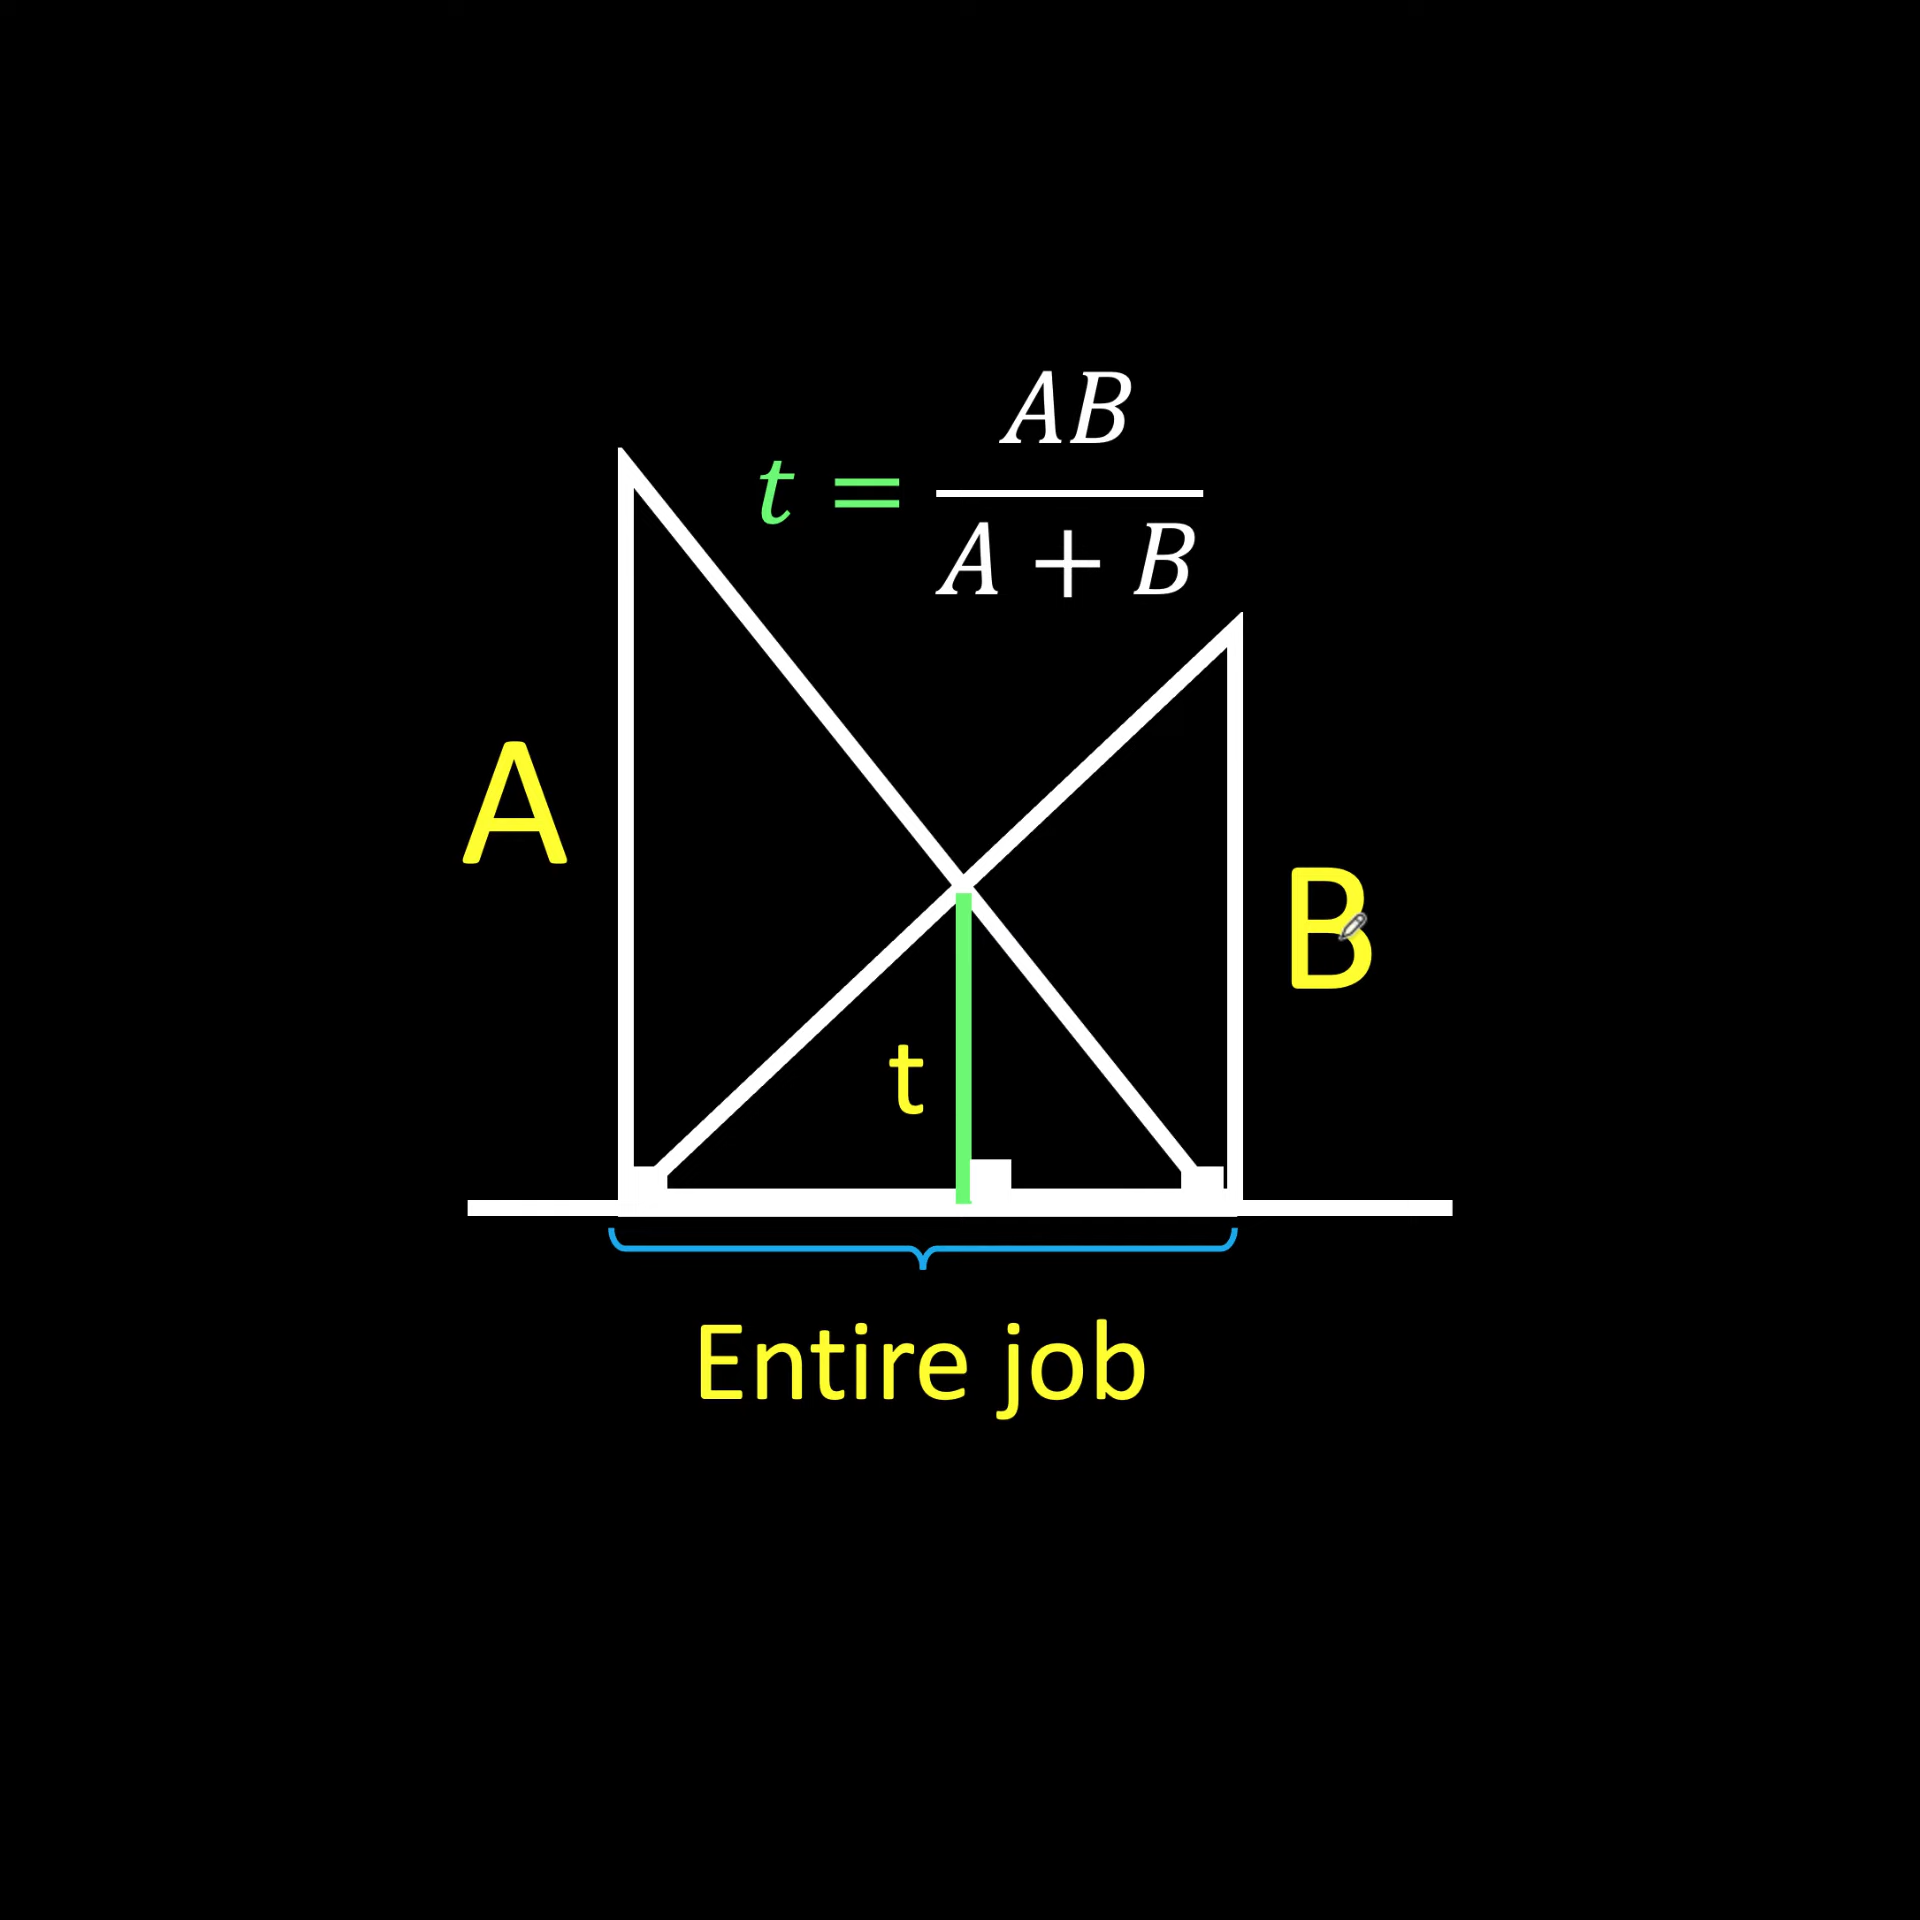 t = AB / A + B
A
B
t
Entire job